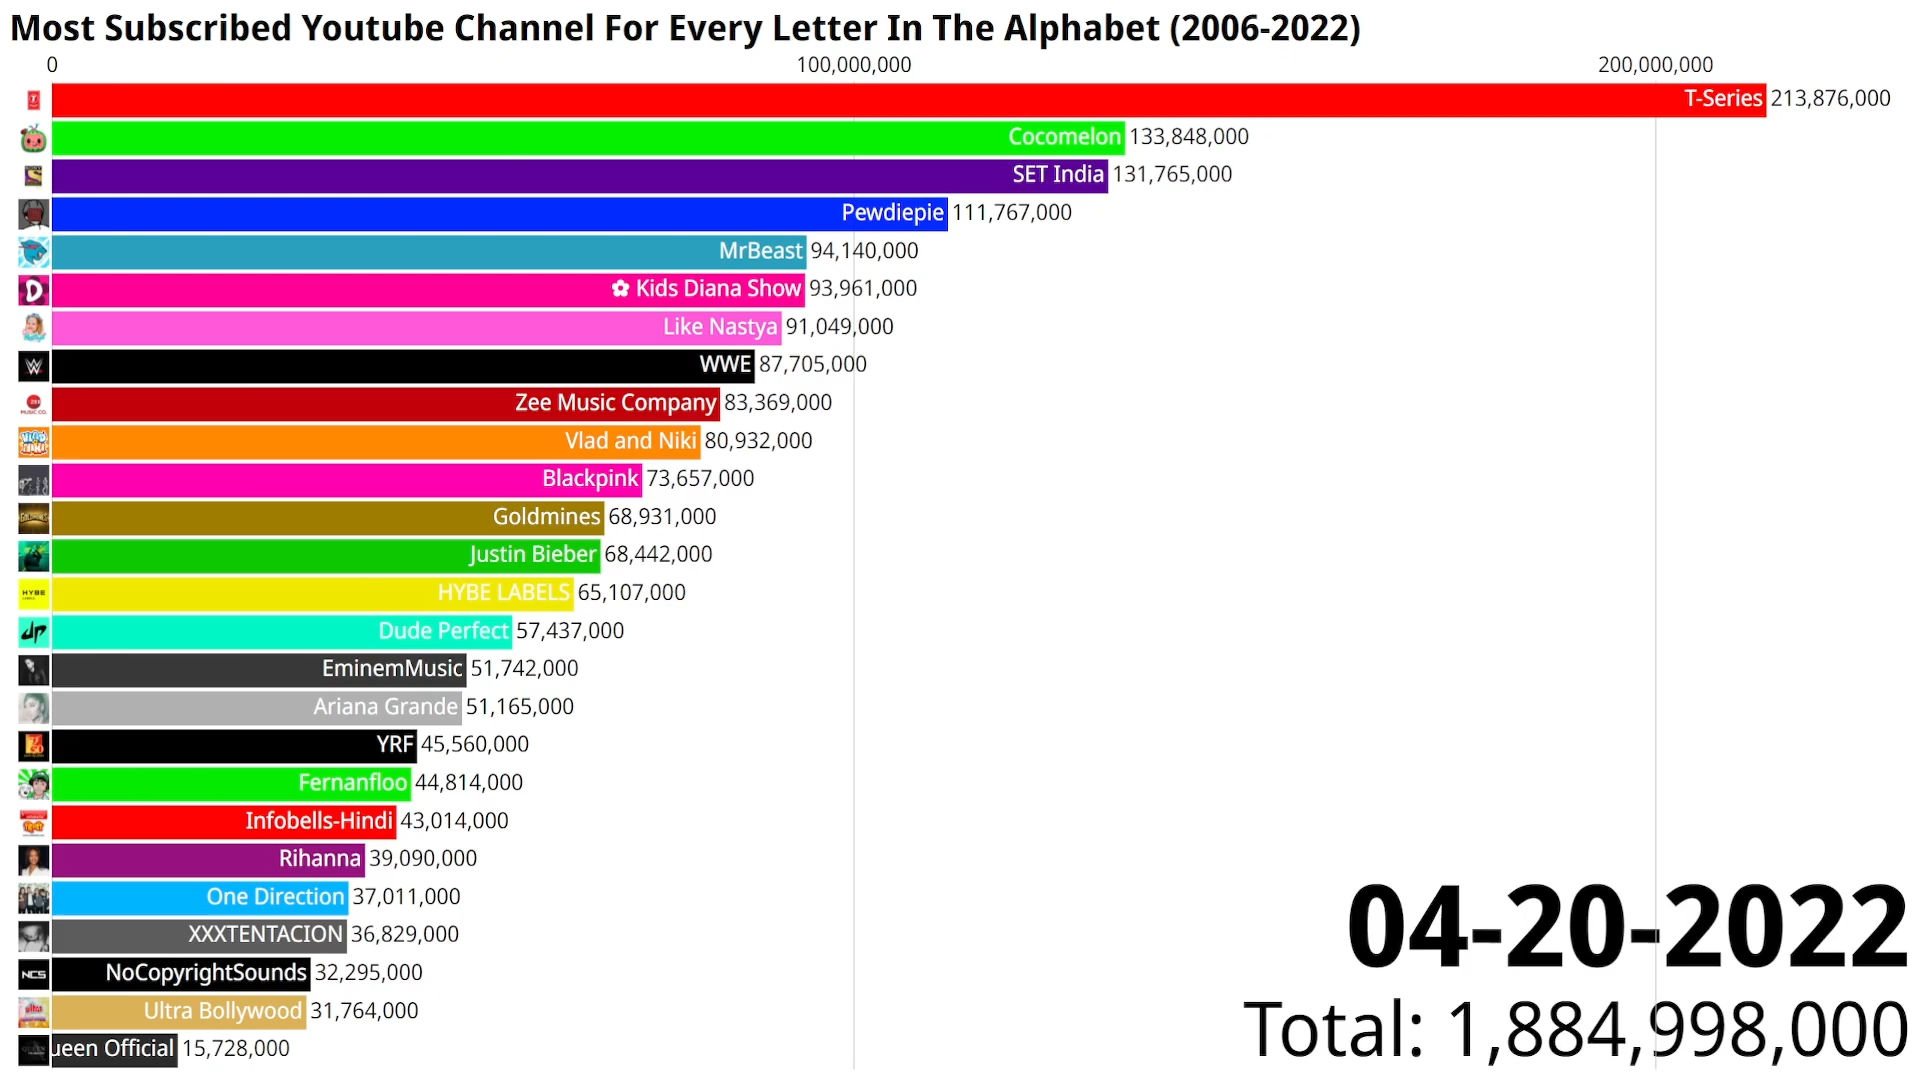 Most Subscribed Youtube Channel For Every Letter In The Alphabet (2006-2022)
0 100,000,000 200,000,000
T-Series 213,876,000
Cocomelon 133,848,000
SET India 131,765,000
Pewdiepie 111,767,000
MrBeast 94,140,000
✿ Kids Diana Show 93,961,000
Like Nastya 91,049,000
WWE 87,705,000
Zee Music Company 83,369,000
Vlad and Niki 80,932,000
Blackpink 73,657,000
Goldmines 68,931,000
Justin Bieber 68,442,000
HYBE HYBE LABELS 65,107,000
dp Dude Perfect 57,437,000
EminemMusic 51,742,000
Ariana Grande 51,165,000
YRF 45,560,000
Fernanfloo 44,814,000
Infobells-Hindi 43,014,000
Rihanna 39,090,000
One Direction 37,011,000
XXXTENTACION 36,829,000
NCS NoCopyrightSounds 32,295,000
Ultra Bollywood 31,764,000
ueen Official 15,728,000
04-20-2022
Total: 1,884,998,000